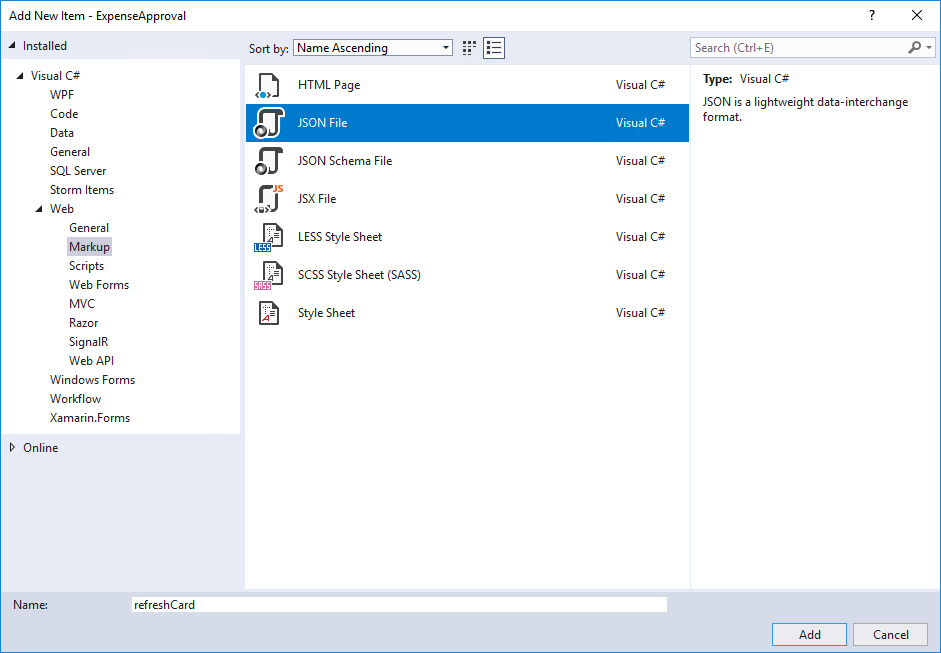 Add New Item - ExpenseApproval
?
Installed
Sort by: Name Ascending
Search (Ctrl+E)
Visual C#
WPF
Code
Data
General
SQL Server
Storm Items
Web
General
Markup
Scripts
Web Forms
MVC
Razor
SignalR
Web API
Windows Forms
Workflow
Xamarin.Forms
Online
HTML Page Visual C#
JSON File Visual C#
JSON Schema File Visual C#
JS
JSX File Visual C#
LESS
LESS Style Sheet Visual C#
SASS
SCSS Style Sheet (SASS) Visual C#
A
Style Sheet Visual C#
Type: Visual C#
JSON is a lightweight data-interchange
format.
Name: refreshCard
Add Cancel